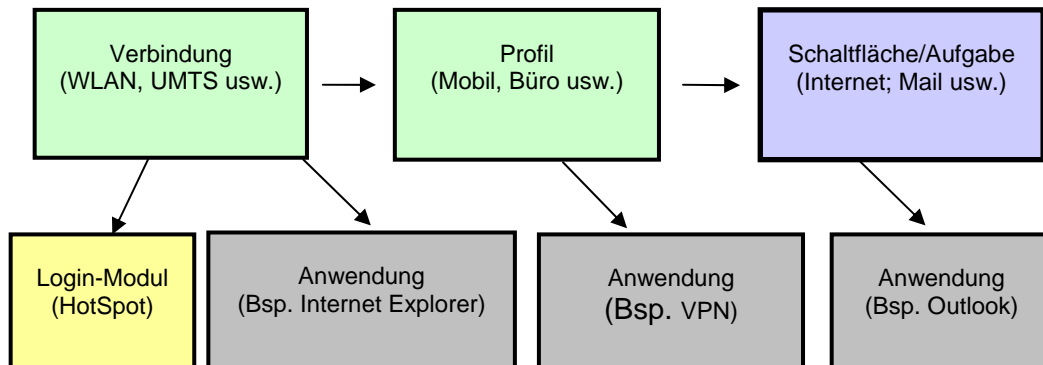 Verbindung
(WLAN, UMTS usw.)
Profil
(Mobil, Büro usw.)
Schaltfläche/Aufgabe
(Internet; Mail usw.)
Login-Modul
(HotSpot)
Anwendung
(Bsp. Internet Explorer)
Anwendung
(Bsp. VPN)
Anwendung
(Bsp. Outlook)